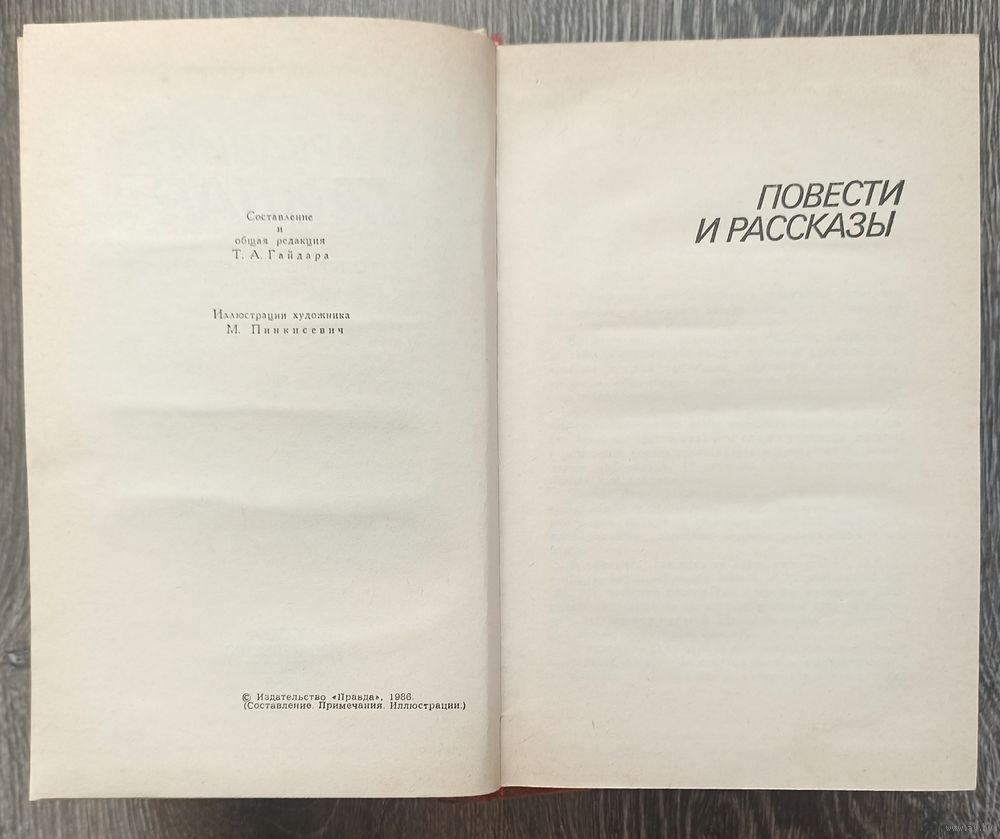 Составление
и
общая редакция
Т. А. Гайдара
Иллюстрации художника
М. Пинкисевич
© Издательство «Правда», 1986.
(Составление. Примечания. Иллюстрации.)
ПОВЕСТИ
И РАССКАЗЫ